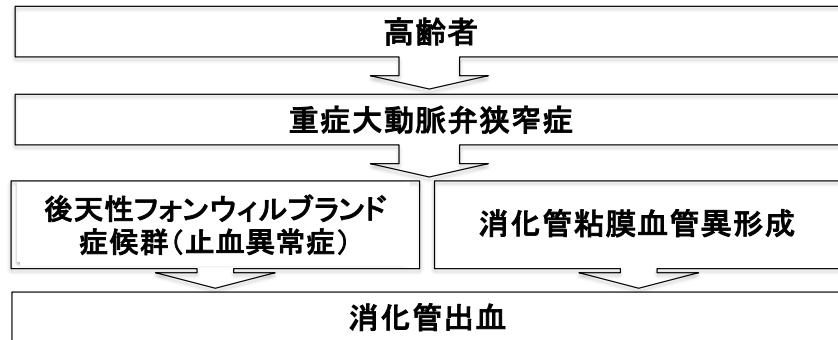 高齢者
重症大動脈弁狭窄症
後天性フォンウィルブランド
症候群（止血異常症）
消化管粘膜血管異形成
消化管出血